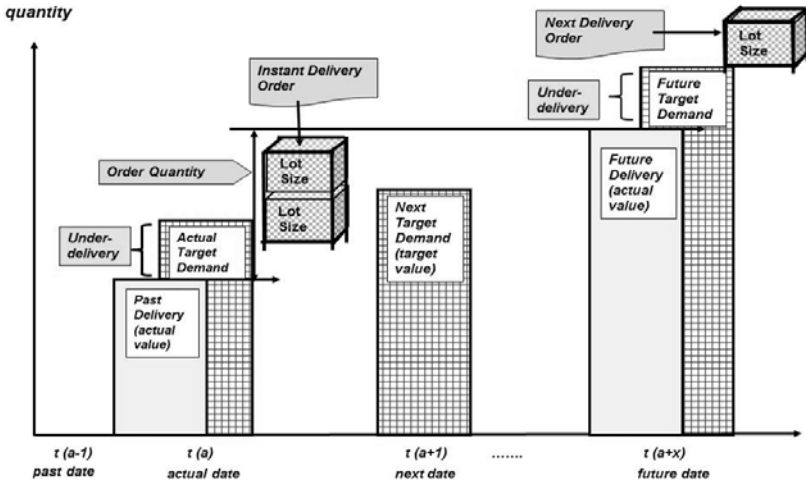 quantity
Next Delivery
Order
Lot
Size
Instant Delivery
Order
Under-
delivery
Future
Target
Demand
Order Quantity
Lot
Size
Lot
Size
Future
Delivery
(actual
value)
Next
Target
Demand
(target
value)
Under-
delivery
Actual
Target
Demand
Past
Delivery
(actual
value)
t (a-1)
past date
t (a)
actual date
t (a+1)
next date
.......
t (a+x)
future date